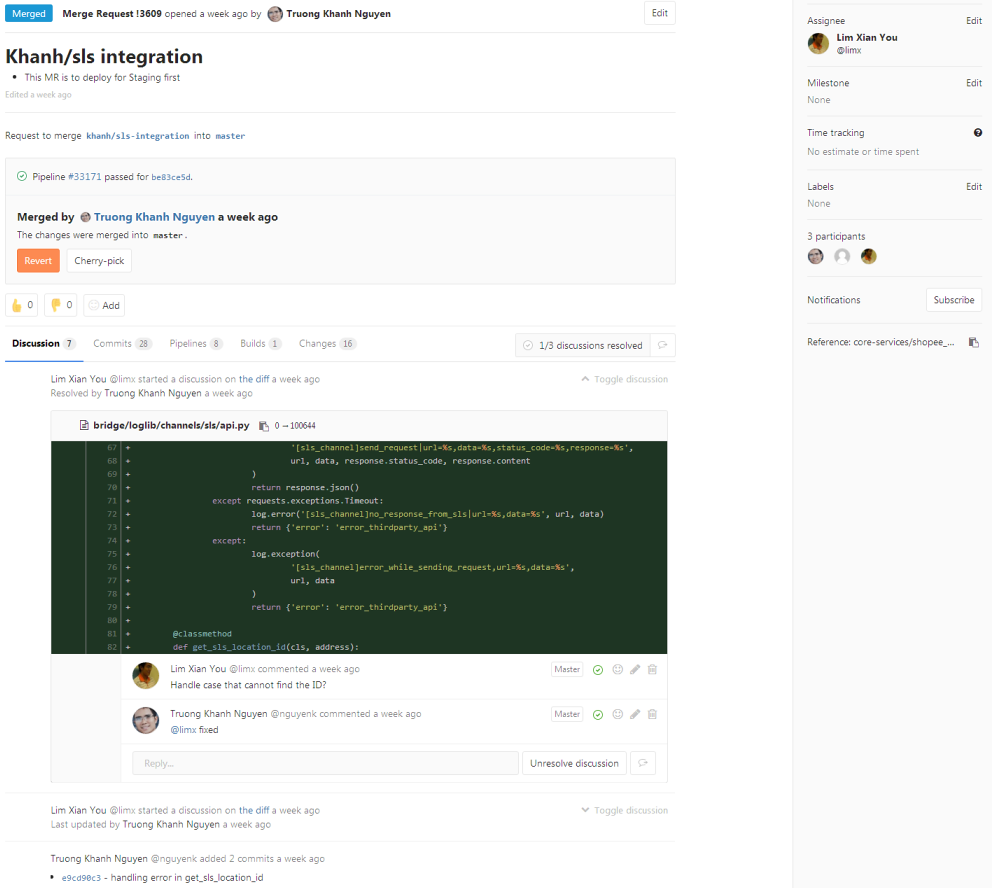 Merged Merge Request !3609 opened a week ago by Truong Khanh Nguyen Edit
Khanh/sls integration
• This MR is to deploy for Staging first
Edited a week ago
Request to merge khanh/sls-integration into master
Pipeline #33171 passed for be83ce5d.
Merged by Truong Khanh Nguyen a week ago
The changes were merged into master.
Revert Cherry-pick
0 0 Add
Discussion 7 Commits 28 Pipelines 8 Builds 1 Changes 16 1/3 discussions resolved
Lim Xian You @limx started a discussion on the diff a week ago Toggle discussion
Resolved by Truong Khanh Nguyen a week ago
bridge/loglib/channels/sls/api.py 0 → 100644
67 + '[sls_channel]send_request|url=%s,data=%s,status_code=%s,response=%s',
68 + url, data, response.status_code, response.content
69 + )
70 + return response.json()
71 + except requests.exceptions.Timeout:
72 + log.error('[sls_channel]no_response_from_sls|url=%s,data=%s', url, data)
73 + return {'error': 'error_thirdparty_api'}
74 + except:
75 + log.exception(
76 + '[sls_channel]error_while_sending_request,url=%s,data=%s',
77 + url, data
78 + )
79 + return {'error': 'error_thirdparty_api'}
80 +
81 + @classmethod
82 + def get_sls_location_id(cls, address):
Lim Xian You @limx commented a week ago Master
Handle case that cannot find the ID?
Truong Khanh Nguyen @nguyenk commented a week ago Master
@limx fixed
Reply... Unresolve discussion
Lim Xian You @limx started a discussion on the diff a week ago Toggle discussion
Last updated by Truong Khanh Nguyen a week ago
Truong Khanh Nguyen @nguyenk added 2 commits a week ago
• e9cd90c3 - handling error in get_sls_location_id
Assignee Edit
Lim Xian You
@limx
Milestone Edit
None
Time tracking ?
No estimate or time spent
Labels Edit
None
3 participants
Notifications Subscribe
Reference: core-services/shopee_...